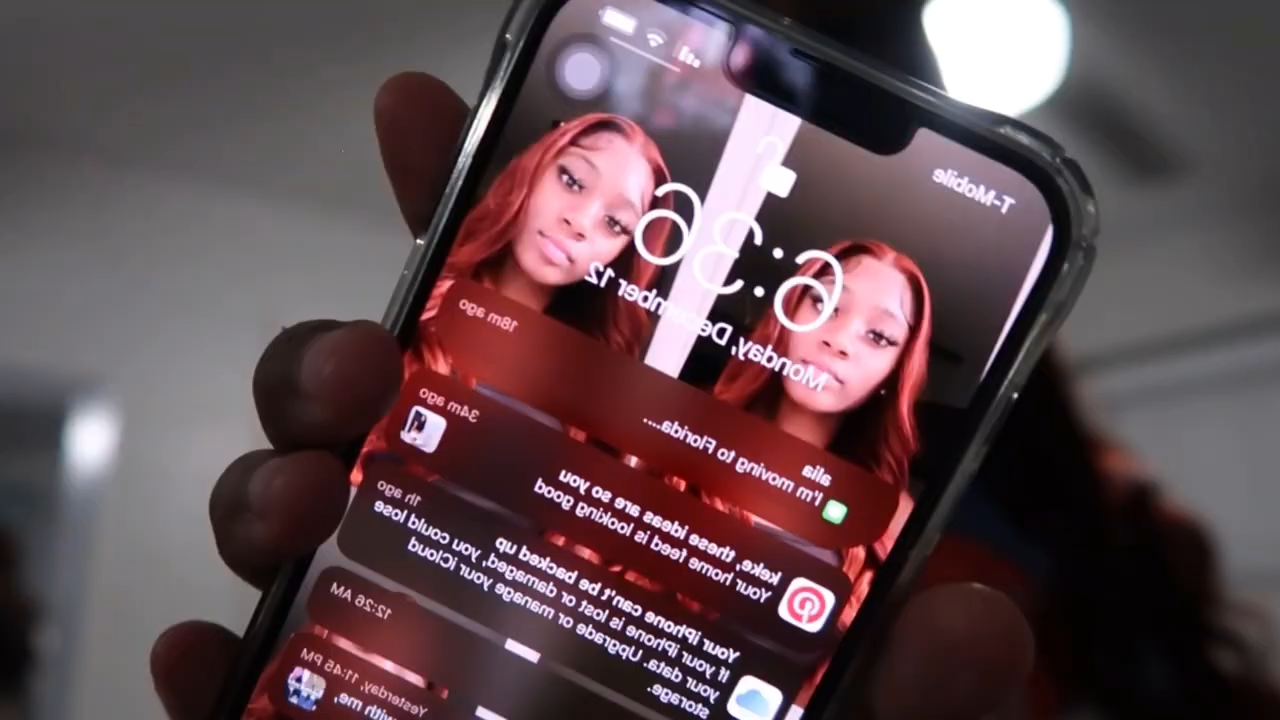 T-Mobile
6:36
Monday, December 12
alia
18m ago
I'm moving to Florida....
keke, these ideas are so you
34m ago
Your home feed is looking good
Your iPhone can't be backed up
1h ago
If your iPhone is lost or damaged, you could lose
your data. Upgrade or manage your iCloud
storage.
12:26 AM
Yesterday, 11:45 PM
with me,